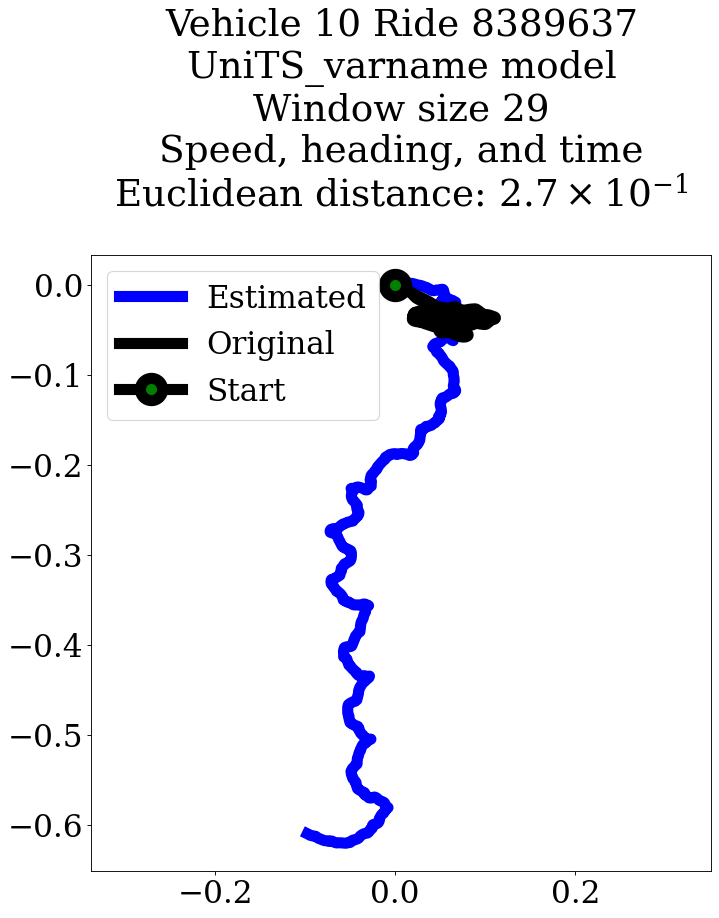 Vehicle 10 Ride 8389637
UniTS_varname model
Window size 29
Speed, heading, and time
Euclidean distance: 2.7 × 10⁻¹
Estimated
Original
Start
0.0
−0.1
−0.2
−0.3
−0.4
−0.5
−0.6
−0.2 0.0 0.2